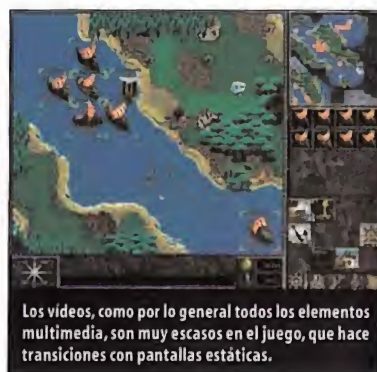 Los vídeos, como por lo general todos los elementos
multimedia, son muy escasos en el juego, que hace
transiciones con pantallas estáticas.